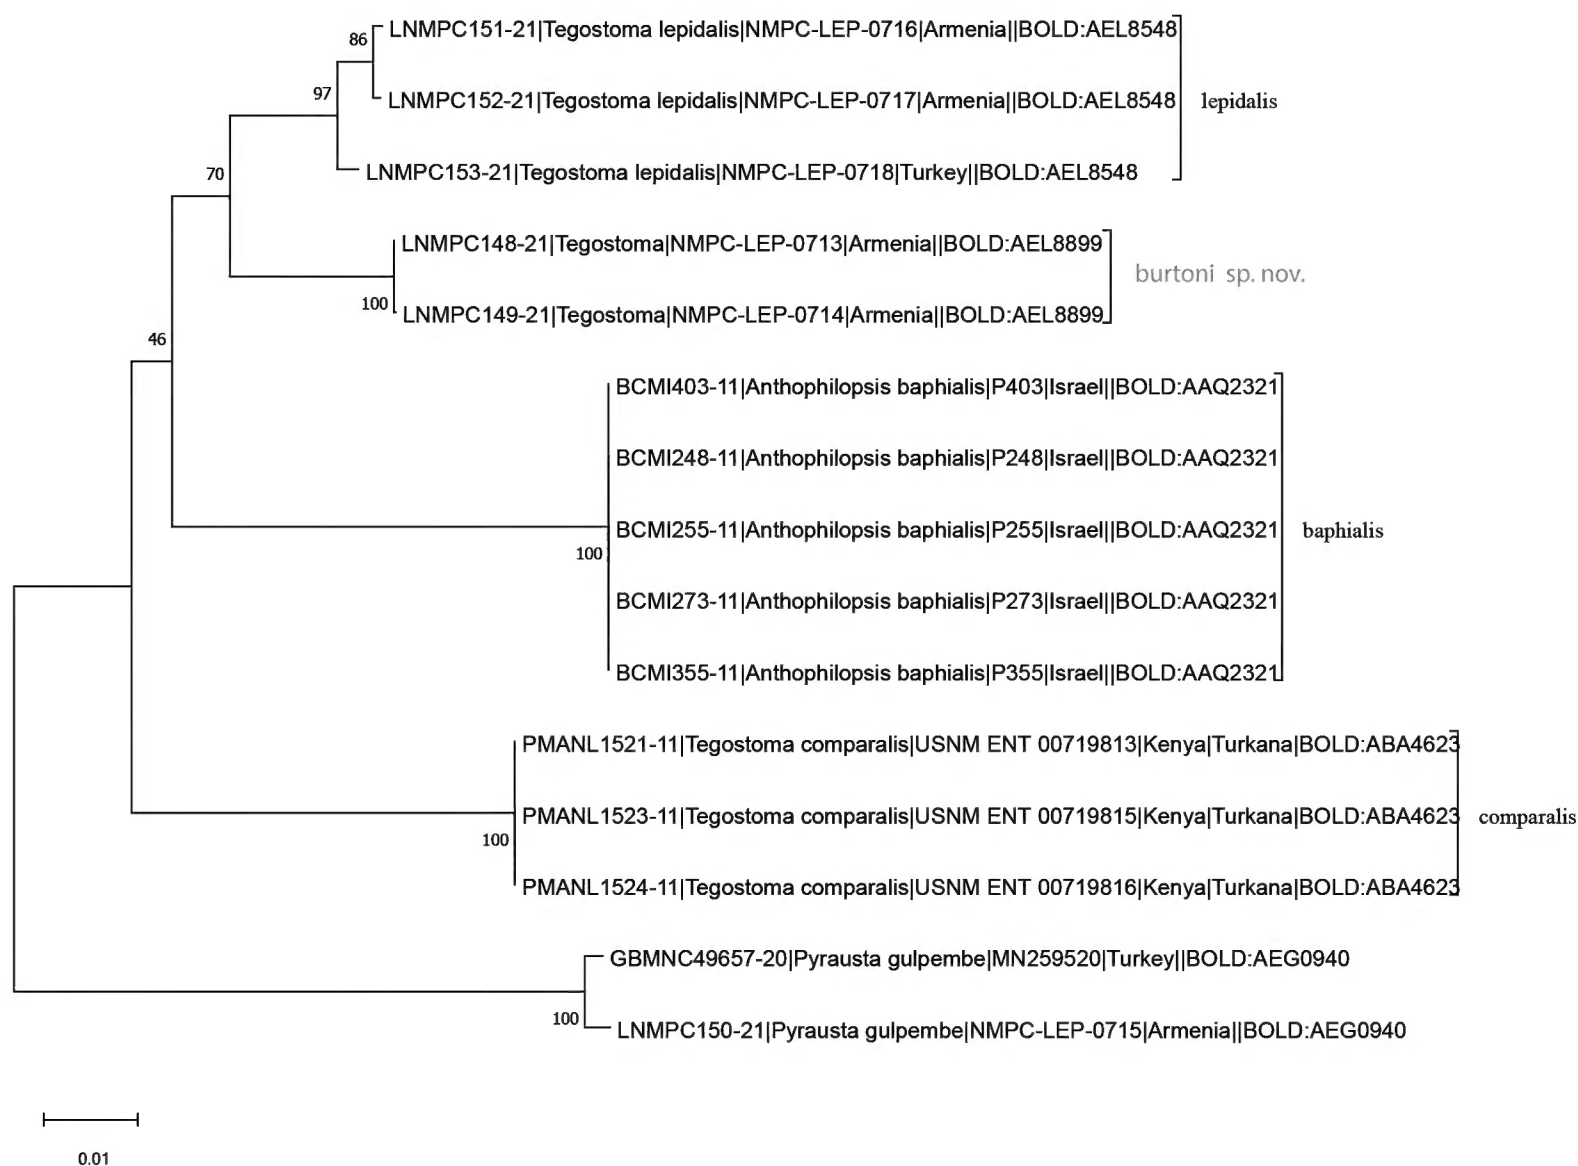 86
LNMPC151-21|Tegostoma lepidalis|NMPC-LEP-0716|Armenia||BOLD:AEL8548
97
LNMPC152-21|Tegostoma lepidalis|NMPC-LEP-0717|Armenia||BOLD:AEL8548
lepidalis
70
LNMPC153-21|Tegostoma lepidalis|NMPC-LEP-0718|Turkey||BOLD:AEL8548
LNMPC148-21|Tegostoma|NMPC-LEP-0713|Armenia||BOLD:AEL8899
burtoni sp. nov.
100
LNMPC149-21|Tegostoma|NMPC-LEP-0714|Armenia||BOLD:AEL8899
46
BCMI403-11|Anthophilopsis baphialis|P403|Israel||BOLD:AAQ2321
BCMI248-11|Anthophilopsis baphialis|P248|Israel||BOLD:AAQ2321
BCMI255-11|Anthophilopsis baphialis|P255|Israel||BOLD:AAQ2321
baphialis
100
BCMI273-11|Anthophilopsis baphialis|P273|Israel||BOLD:AAQ2321
BCMI355-11|Anthophilopsis baphialis|P355|Israel||BOLD:AAQ2321
PMANL1521-11|Tegostoma comparalis|USNM ENT 00719813|Kenya|Turkana|BOLD:ABA4623
PMANL1523-11|Tegostoma comparalis|USNM ENT 00719815|Kenya|Turkana|BOLD:ABA4623
comparalis
100
PMANL1524-11|Tegostoma comparalis|USNM ENT 00719816|Kenya|Turkana|BOLD:ABA4623
GBMNC49657-20|Pyrausta gulpembe|MN259520|Turkey||BOLD:AEG0940
100
LNMPC150-21|Pyrausta gulpembe|NMPC-LEP-0715|Armenia||BOLD:AEG0940
0.01